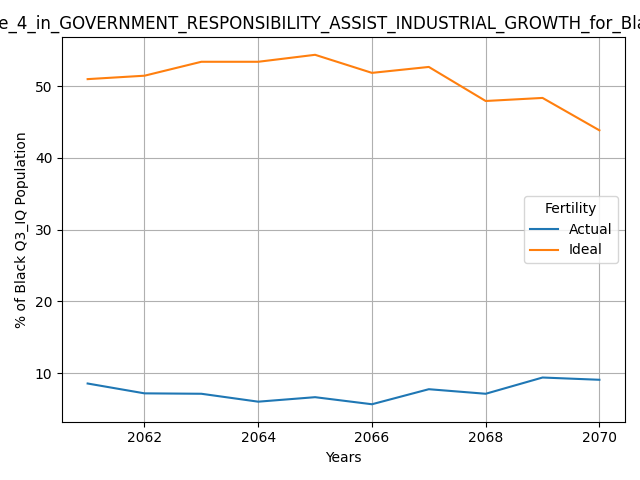 e_4_in_GOVERNMENT_RESPONSIBILITY_ASSIST_INDUSTRIAL_GROWTH_for_Bla
50
40
30
20
10
% of Black Q3_IQ Population
Fertility
Actual
Ideal
2062 2064 2066 2068 2070
Years